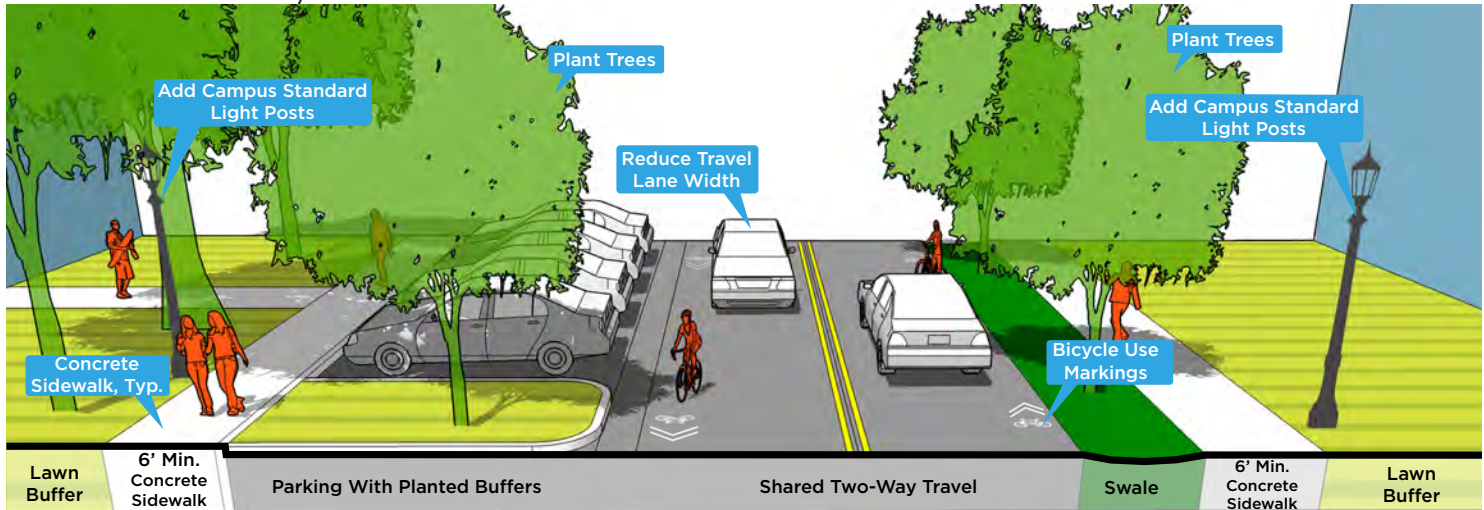 Plant Trees
Plant Trees
Add Campus Standard
Light Posts
Add Campus Standard
Light Posts
Reduce Travel
Lane Width
Concrete
Sidewalk, Typ.
Bicycle Use
Markings
Lawn
Buffer
6’ Min.
Concrete
Sidewalk
Parking With Planted Buffers
Shared Two-Way Travel
Swale
6’ Min.
Concrete
Sidewalk
Lawn
Buffer